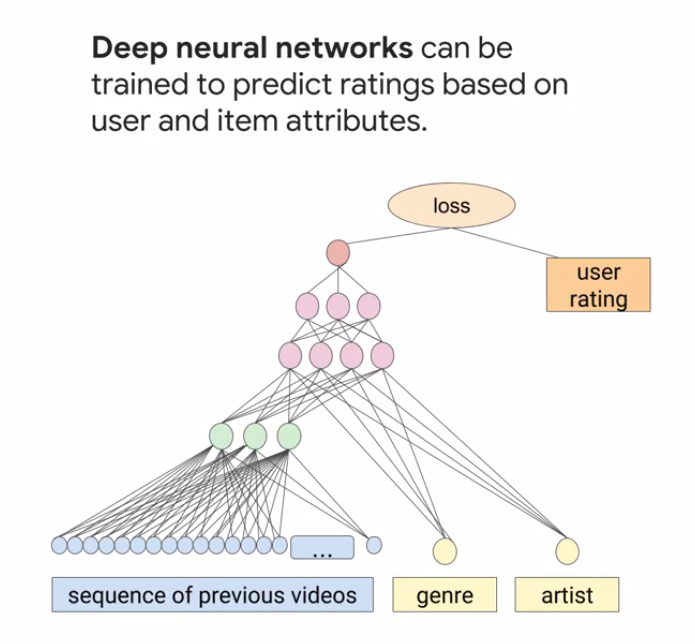 Deep neural networks can be
trained to predict ratings based on
user and item attributes.
loss
user
rating
...
sequence of previous videos
genre
artist